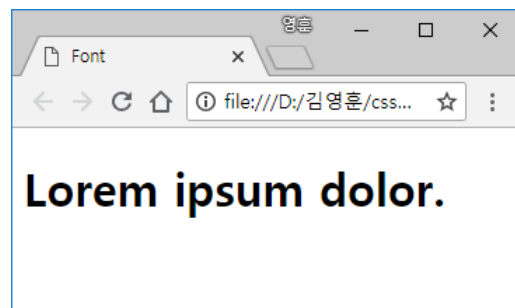 영훈
Font
file:///D:/김영훈/css...
Lorem ipsum dolor.